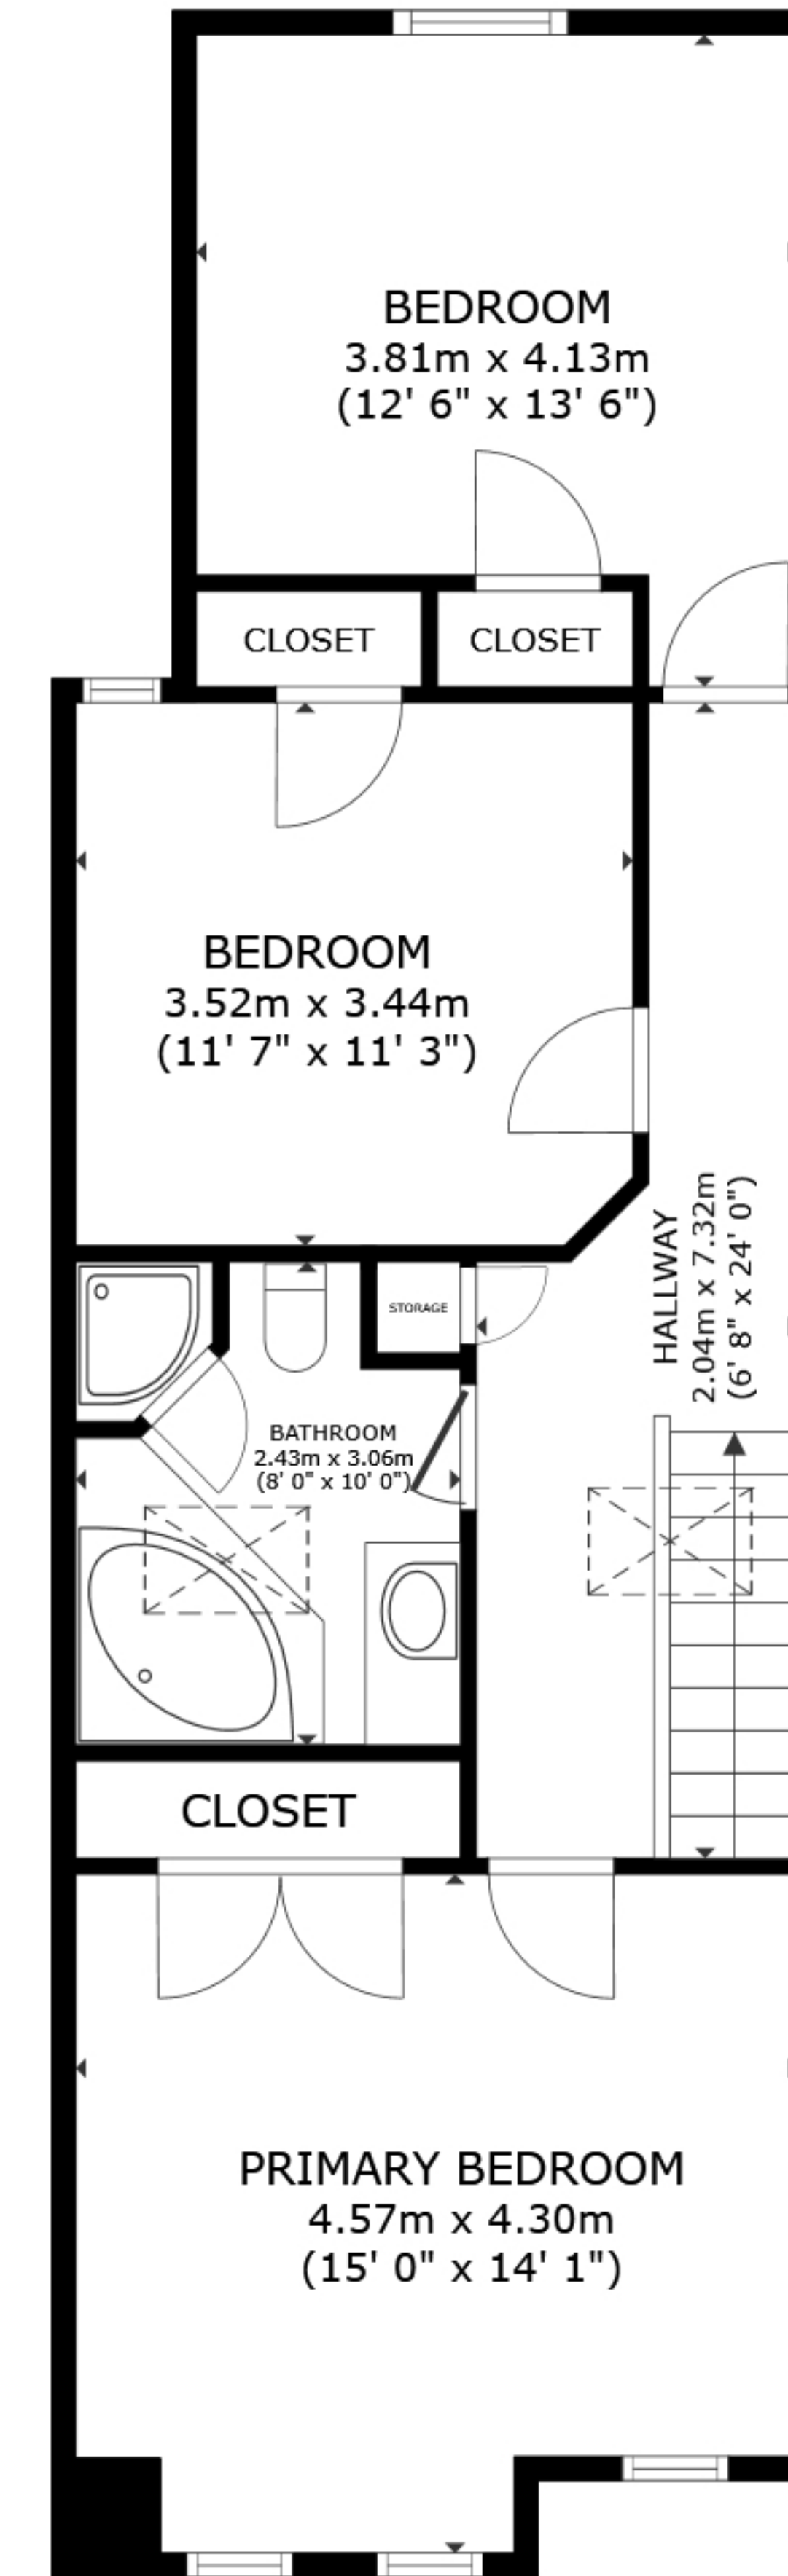 BEDROOM
3.81m x 4.13m
(12' 6" x 13' 6")
CLOSET
CLOSET
BEDROOM
3.52m x 3.44m
(11' 7" x 11' 3")
HALLWAY
2.04m x 7.32m
(6' 8" x 24' 0")
STORAGE
BATHROOM
2.43m x 3.06m
(8' 0" x 10' 0")
CLOSET
PRIMARY BEDROOM
4.57m x 4.30m
(15' 0" x 14' 1")